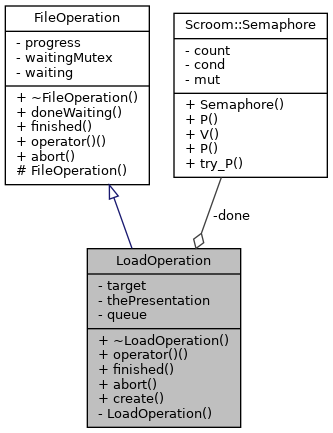 FileOperation
- progress
- waitingMutex
- waiting
+ ~FileOperation()
+ doneWaiting()
+ finished()
+ operator()()
+ abort()
# FileOperation()
Scroom::Semaphore
- count
- cond
- mut
+ Semaphore()
+ P()
+ V()
+ P()
+ try_P()
-done
LoadOperation
- target
- thePresentation
- queue
+ ~LoadOperation()
+ operator()()
+ finished()
+ abort()
+ create()
- LoadOperation()